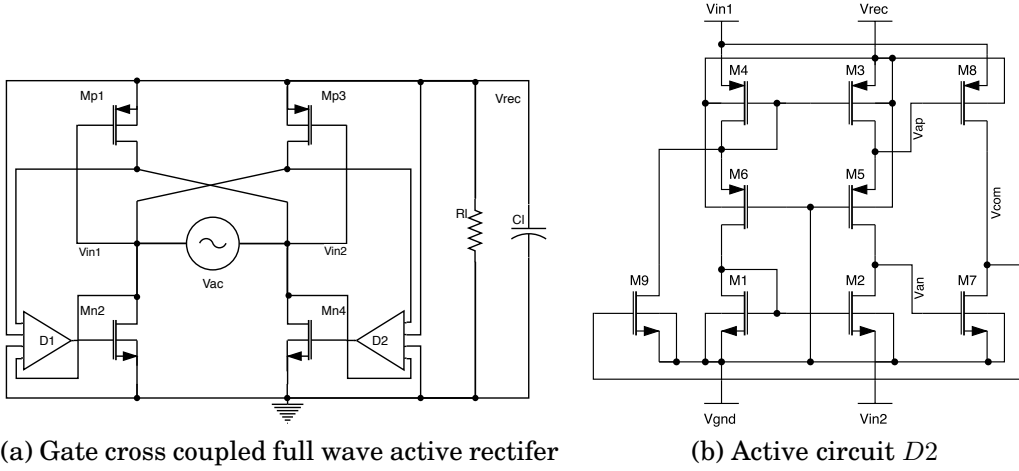 Mp1
Mp3
Vrec
Rl
Cl
Vin1
Vin2
Vac
Mn2
Mn4
D1
D2
(a) Gate cross coupled full wave active rectifer
Vin1
Vrec
M4
M3
M8
Vap
M6
M5
Vcom
M9
M1
M2
Van
M7
Vgnd
Vin2
(b) Active circuit D2